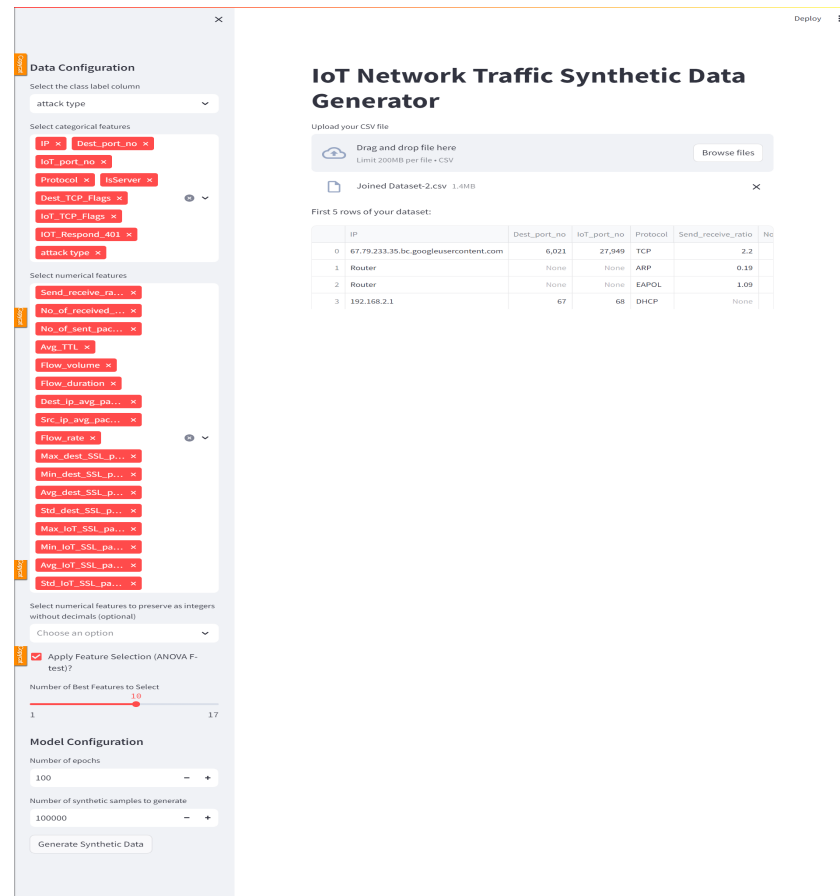 ×
Deploy
Data Configuration
Select the class label column
attack type
Select categorical features
IP ×
Dest_port_no ×
IoT_port_no ×
Protocol ×
IsServer ×
Dest_TCP_Flags ×
IoT_TCP_Flags ×
IOT_Respond_401 ×
attack type ×
Select numerical features
Send_receive_ra... ×
No_of_received_... ×
No_of_sent_pac... ×
Avg_TTL ×
Flow_volume ×
Flow_duration ×
Dest_ip_avg_pa... ×
Src_ip_avg_pac... ×
Flow_rate ×
Max_dest_SSL_p... ×
Min_dest_SSL_p... ×
Avg_dest_SSL_p... ×
Std_dest_SSL_p... ×
Max_IoT_SSL_pa... ×
Min_IoT_SSL_pa... ×
Avg_IoT_SSL_pa... ×
Std_IoT_SSL_pa... ×
Select numerical features to preserve as integers
without decimals (optional)
Choose an option
Apply Feature Selection (ANOVA F-
test)?
Number of Best Features to Select
10
1 17
Model Configuration
Number of epochs
100 − +
Number of synthetic samples to generate
100000 − +
Generate Synthetic Data
IoT Network Traffic Synthetic Data
Generator
Upload your CSV file
Drag and drop file here
Limit 200MB per file • CSV
Browse files
Joined Dataset-2.csv 1.4MB ×
First 5 rows of your dataset:
IP Dest_port_no IoT_port_no Protocol Send_receive_ratio No
0 67.79.233.35.bc.googleusercontent.com 6,021 27,949 TCP 2.2
1 Router None None ARP 0.19
2 Router None None EAPOL 1.09
3 192.168.2.1 67 68 DHCP None